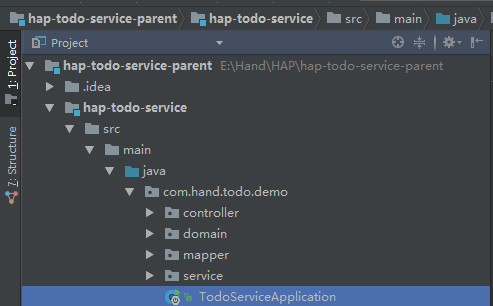 hap-todo-service-parent hap-todo-service src main java
Project
1: Project
7: Structure
hap-todo-service-parent E:\Hand\HAP\hap-todo-service-parent
.idea
hap-todo-service
src
main
java
com.hand.todo.demo
controller
domain
mapper
service
TodoServiceApplication